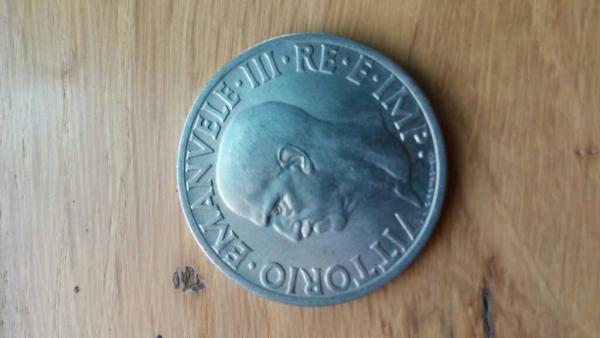 VITTORIO · EMANVELE · III · RE · E · IMP ·